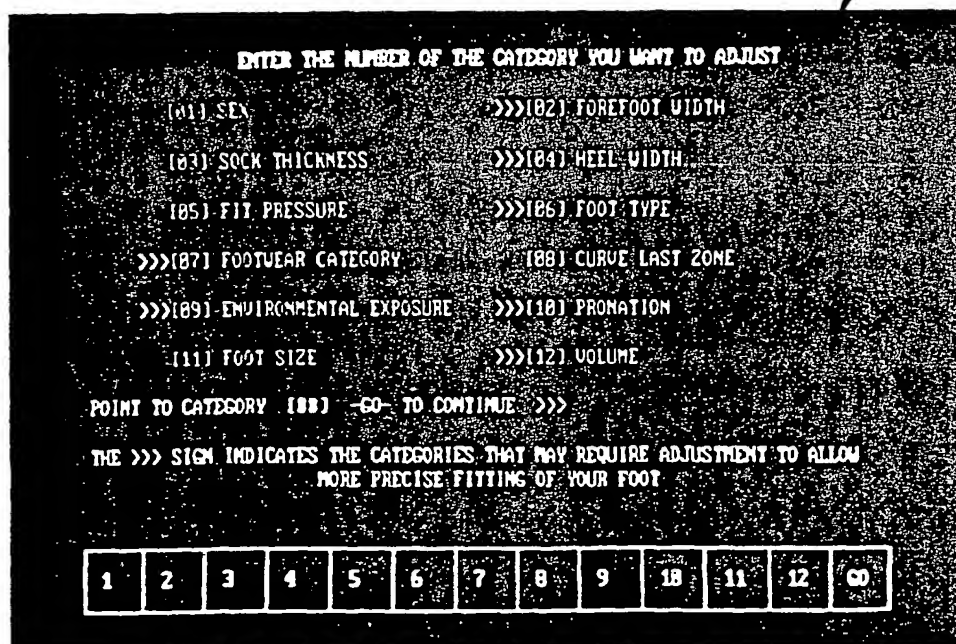 ENTER THE NUMBER OF THE CATEGORY YOU WANT TO ADJUST
[01] SEX >>>[02] FOREFOOT WIDTH
[03] SOCK THICKNESS >>>[04] HEEL WIDTH
[05] FIT PRESSURE >>>[06] FOOT TYPE
>>>[07] FOOTWEAR CATEGORY [08] CURVE LAST ZONE
>>>[09] ENVIRONMENTAL EXPOSURE >>>[10] PRONATION
[11] FOOT SIZE >>>[12] VOLUME
POINT TO CATEGORY [00] -GO- TO CONTINUE >>>
THE >>> SIGN INDICATES THE CATEGORIES THAT MAY REQUIRE ADJUSTMENT TO ALLOW
MORE PRECISE FITTING OF YOUR FOOT
1 2 3 4 5 6 7 8 9 10 11 12 GO